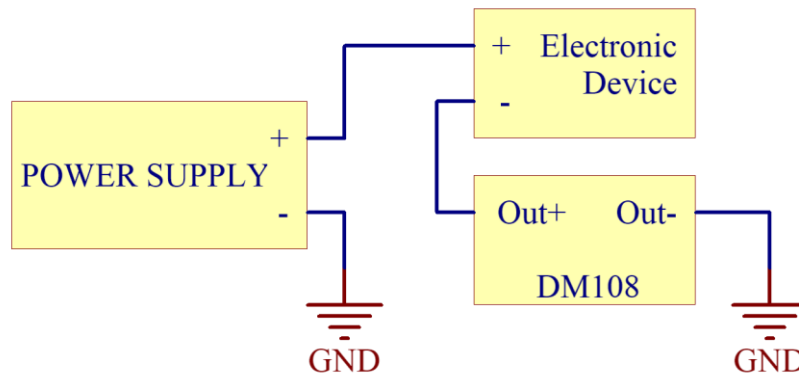 + Electronic
Device
-
+
POWER SUPPLY
-
Out+ Out-
DM108
GND
GND